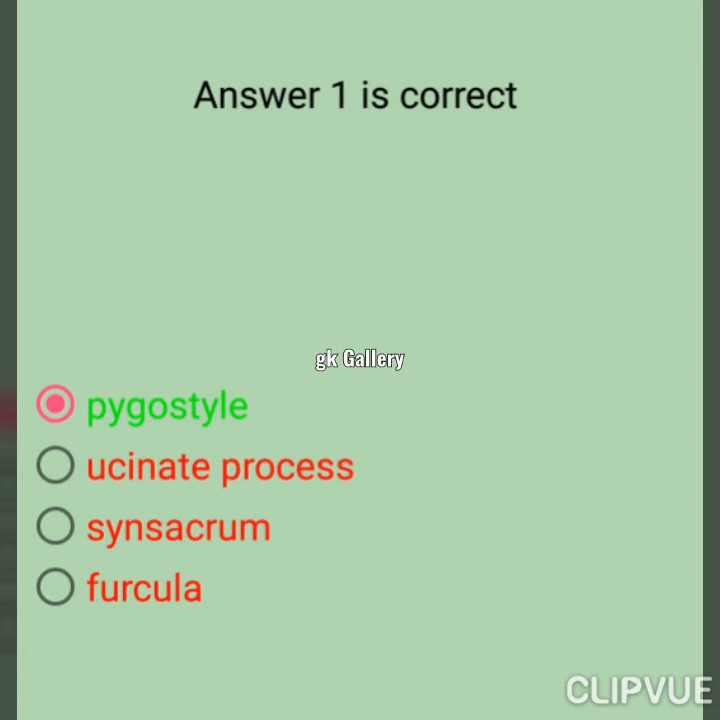 Answer 1 is correct
gk Gallery
pygostyle
ucinate process
synsacrum
furcula
CLIPVUE